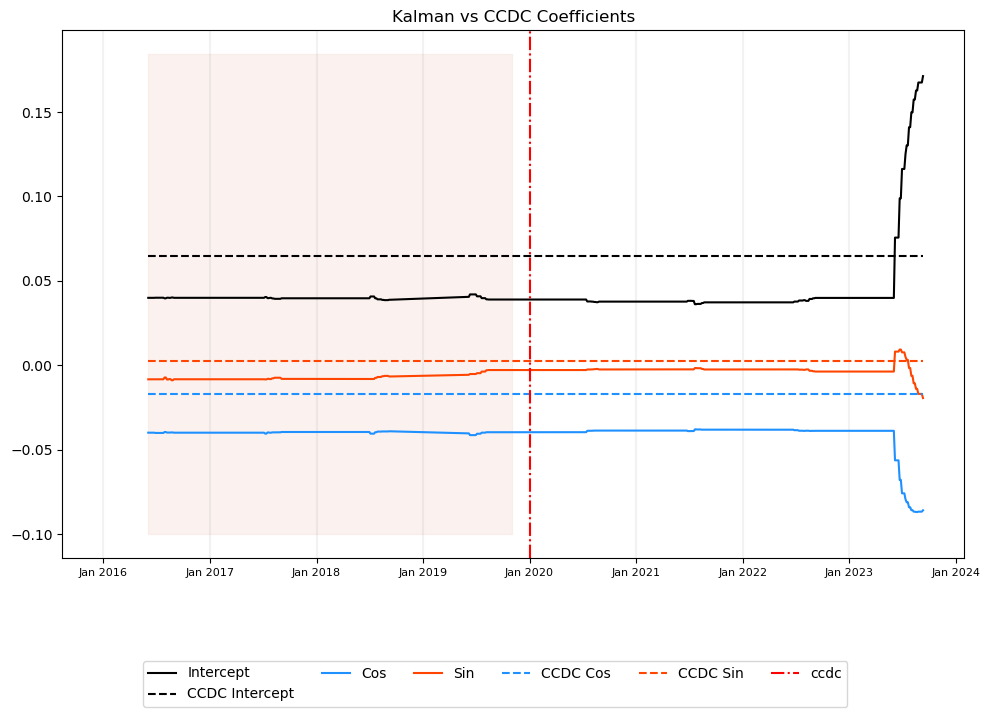 Kalman vs CCDC Coefficients
0.15
0.10
0.05
0.00
−0.05
−0.10
Jan 2016 Jan 2017 Jan 2018 Jan 2019 Jan 2020 Jan 2021 Jan 2022 Jan 2023 Jan 2024
Intercept Cos Sin CCDC Cos CCDC Sin ccdc
CCDC Intercept